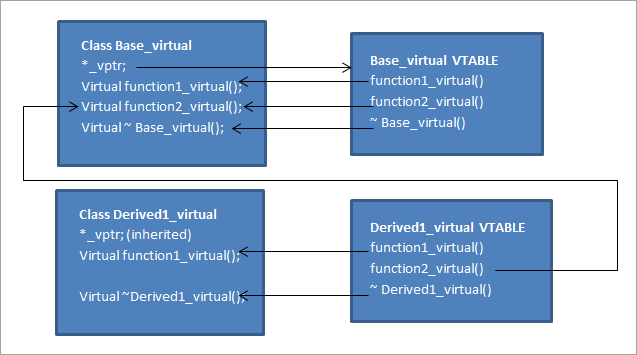 Class Base_virtual
*_vptr;
Virtual function1_virtual();
Virtual function2_virtual();
Virtual ~ Base_virtual();
Base_virtual VTABLE
function1_virtual()
function2_virtual()
~ Base_virtual()
Class Derived1_virtual
*_vptr; (inherited)
Virtual function1_virtual();
Virtual ~Derived1_virtual();
Derived1_virtual VTABLE
function1_virtual()
function2_virtual()
~ Derived1_virtual()